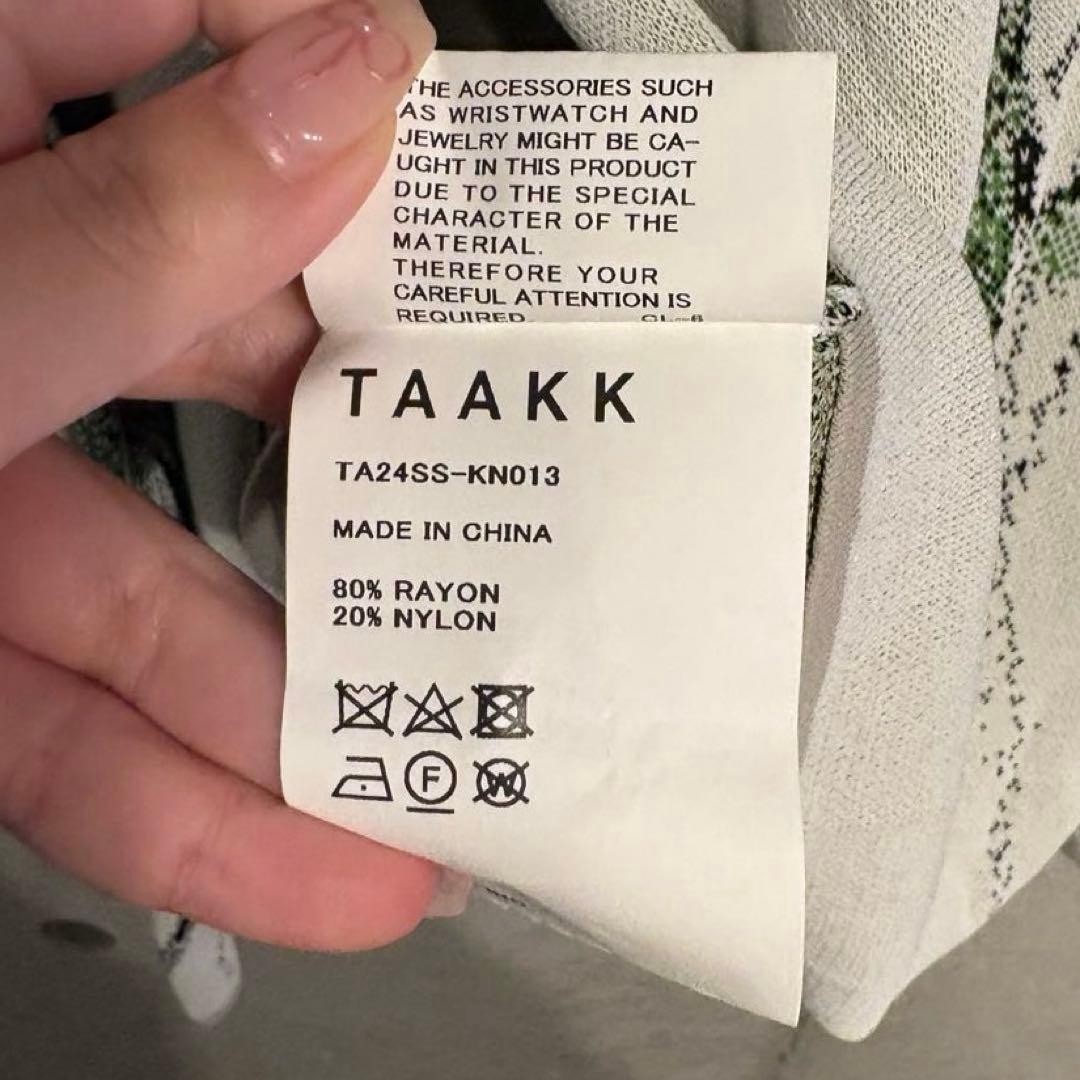 THE ACCESSORIES SUCH
AS WRISTWATCH AND
JEWELRY MIGHT BE CA-
UGHT IN THIS PRODUCT
DUE TO THE SPECIAL
CHARACTER OF THE
MATERIAL.
THEREFORE YOUR
CAREFUL ATTENTION IS
REQUIRED.
TAAKK
TA24SS-KN013
MADE IN CHINA
80% RAYON
20% NYLON
F
W